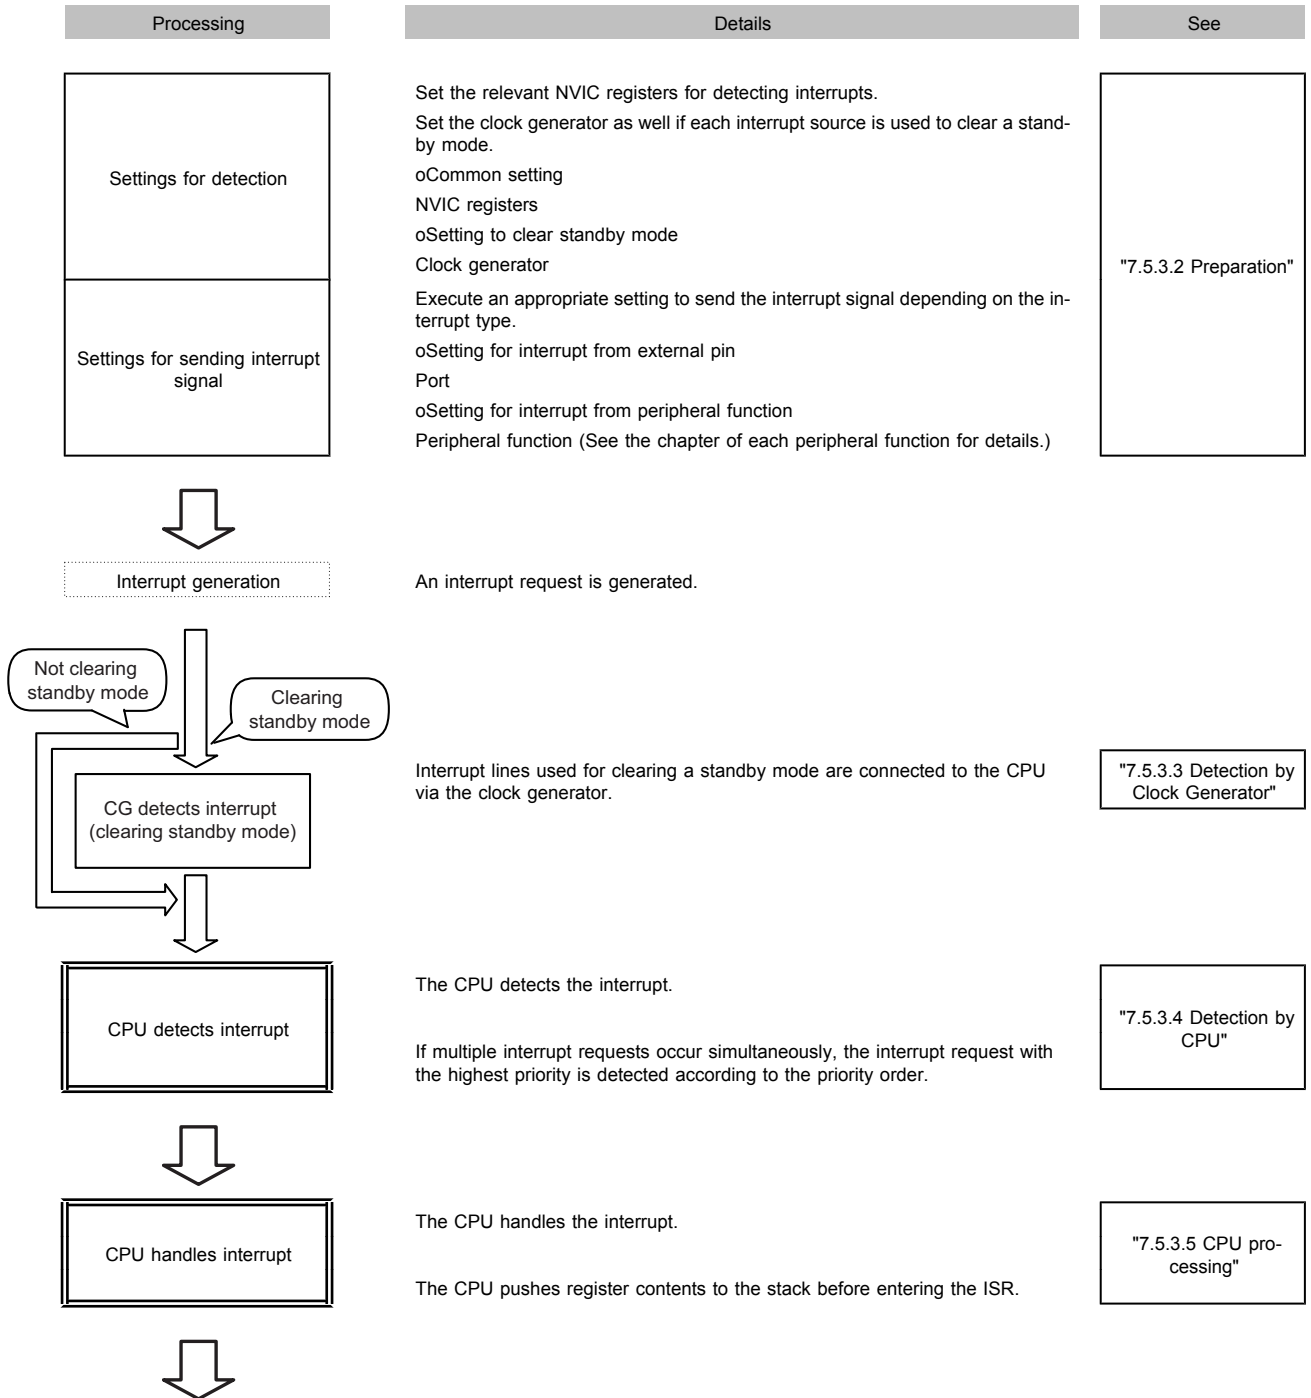 Processing
Details
See
Settings for detection
Set the relevant NVIC registers for detecting interrupts.
Set the clock generator as well if each interrupt source is used to clear a stand-
by mode.
oCommon setting
NVIC registers
oSetting to clear standby mode
Clock generator
"7.5.3.2 Preparation"
Settings for sending interrupt
signal
Execute an appropriate setting to send the interrupt signal depending on the in-
terrupt type.
oSetting for interrupt from external pin
Port
oSetting for interrupt from peripheral function
Peripheral function (See the chapter of each peripheral function for details.)
Interrupt generation
An interrupt request is generated.
Not clearing
standby mode
Clearing
standby mode
CG detects interrupt
(clearing standby mode)
Interrupt lines used for clearing a standby mode are connected to the CPU
via the clock generator.
"7.5.3.3 Detection by
Clock Generator"
CPU detects interrupt
The CPU detects the interrupt.
If multiple interrupt requests occur simultaneously, the interrupt request with
the highest priority is detected according to the priority order.
"7.5.3.4 Detection by
CPU"
CPU handles interrupt
The CPU handles the interrupt.
The CPU pushes register contents to the stack before entering the ISR.
"7.5.3.5 CPU pro-
cessing"